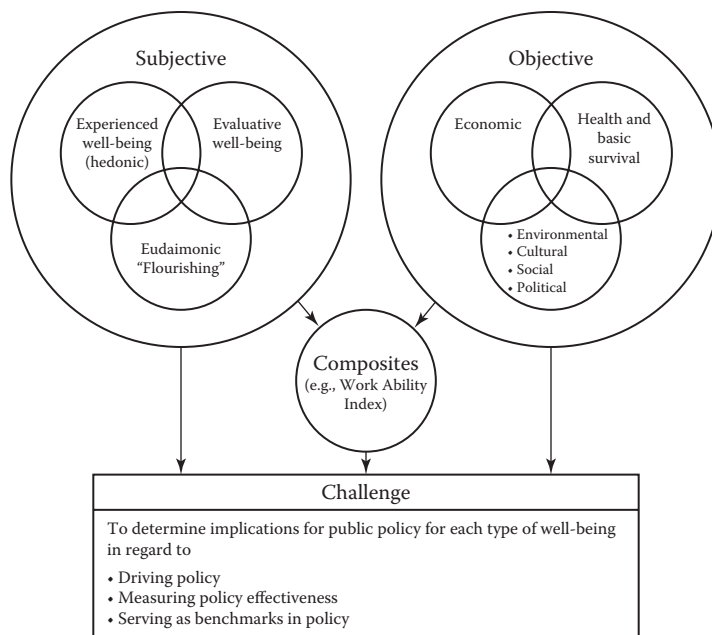 Subjective
Experienced
well-being
(hedonic)
Evaluative
well-being
Eudaimonic
“Flourishing”
Objective
Economic
Health and
basic
survival
• Environmental
• Cultural
• Social
• Political
Composites
(e.g., Work Ability
Index)
Challenge
To determine implications for public policy for each type of well-being
in regard to
• Driving policy
• Measuring policy effectiveness
• Serving as benchmarks in policy